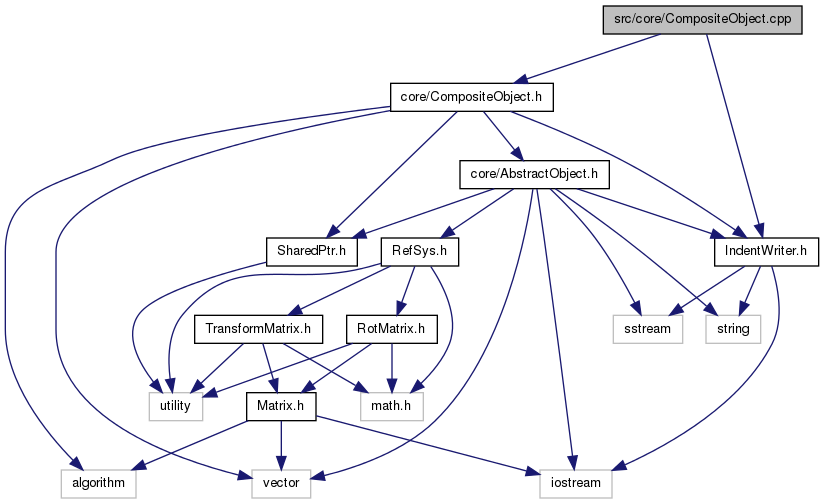 src/core/CompositeObject.cpp
core/CompositeObject.h
core/AbstractObject.h
SharedPtr.h
RefSys.h
IndentWriter.h
TransformMatrix.h
RotMatrix.h
sstream
string
utility
Matrix.h
math.h
algorithm
vector
iostream